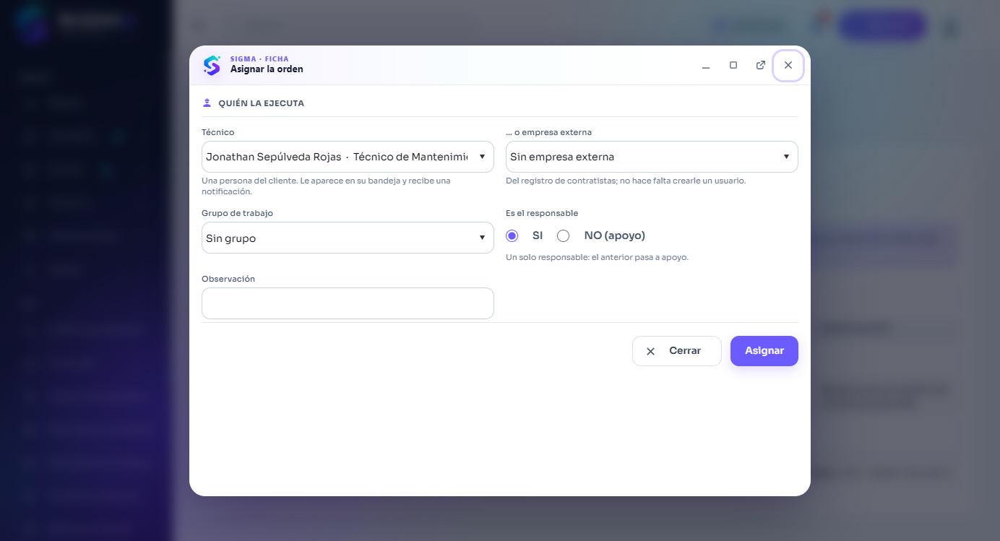 SIGMA · FICHA
Asignar la orden
QUIÉN LA EJECUTA
Técnico
... o empresa externa
Jonathan Sepúlveda Rojas · Técnico de Mantenimi
Sin empresa externa
Una persona del cliente. Le aparece en su bandeja y recibe una
notificación.
Del registro de contratistas; no hace falta crearle un usuario.
Grupo de trabajo
Es el responsable
Sin grupo
SI
NO (apoyo)
Un solo responsable: el anterior pasa a apoyo.
Observación
Cerrar
Asignar